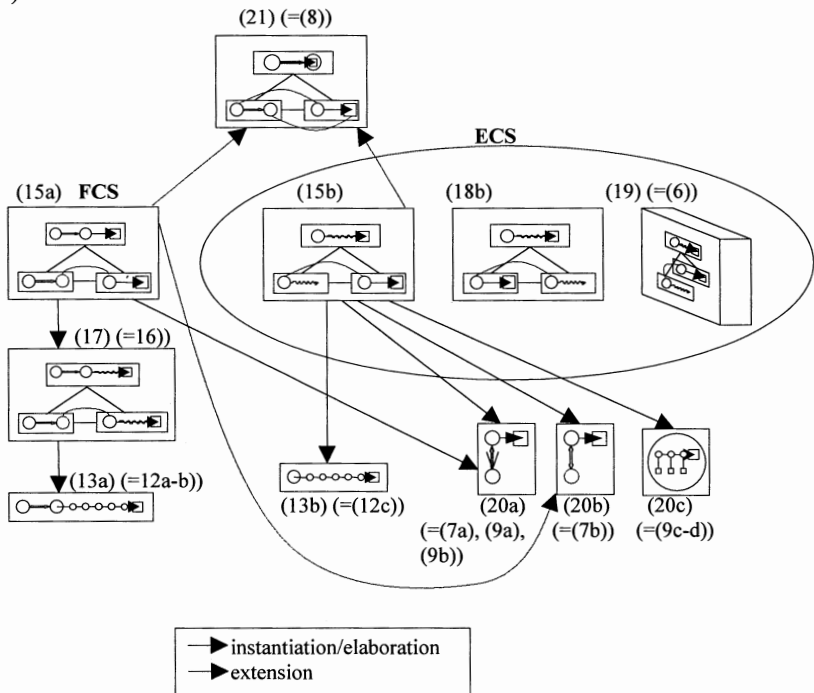 )
(21) (=(8))
ECS
(15a) FCS
(15b)
(18b)
(19) (=(6))
(17) (=16))
(13a) (=12a-b))
(13b) (=(12c))
(20a)
(=(7a), (9a),
(9b))
(20b)
(=(7b))
(20c)
(=(9c-d))
instantiation/elaboration
extension